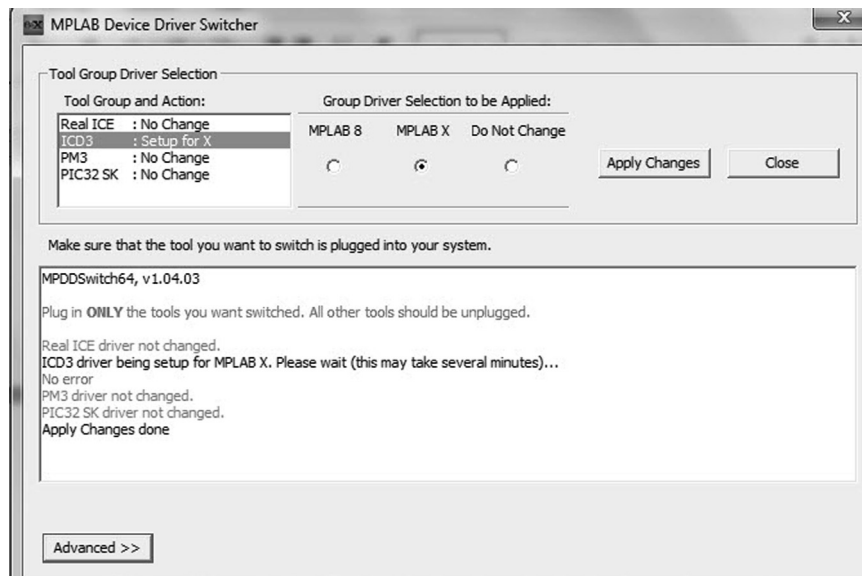 MPLAB Device Driver Switcher
Tool Group Driver Selection
Tool Group and Action:
Group Driver Selection to be Applied:
Real ICE : No Change
ICD3 : Setup for X
PM3 : No Change
PIC32 SK : No Change
MPLAB 8 MPLAB X Do Not Change
Apply Changes
Close
Make sure that the tool you want to switch is plugged into your system.
MPDDSwitch64, v1.04.03
Plug in ONLY the tools you want switched. All other tools should be unplugged.
Real ICE driver not changed.
ICD3 driver being setup for MPLAB X. Please wait (this may take several minutes)...
No error
PM3 driver not changed.
PIC32 SK driver not changed.
Apply Changes done
Advanced >>